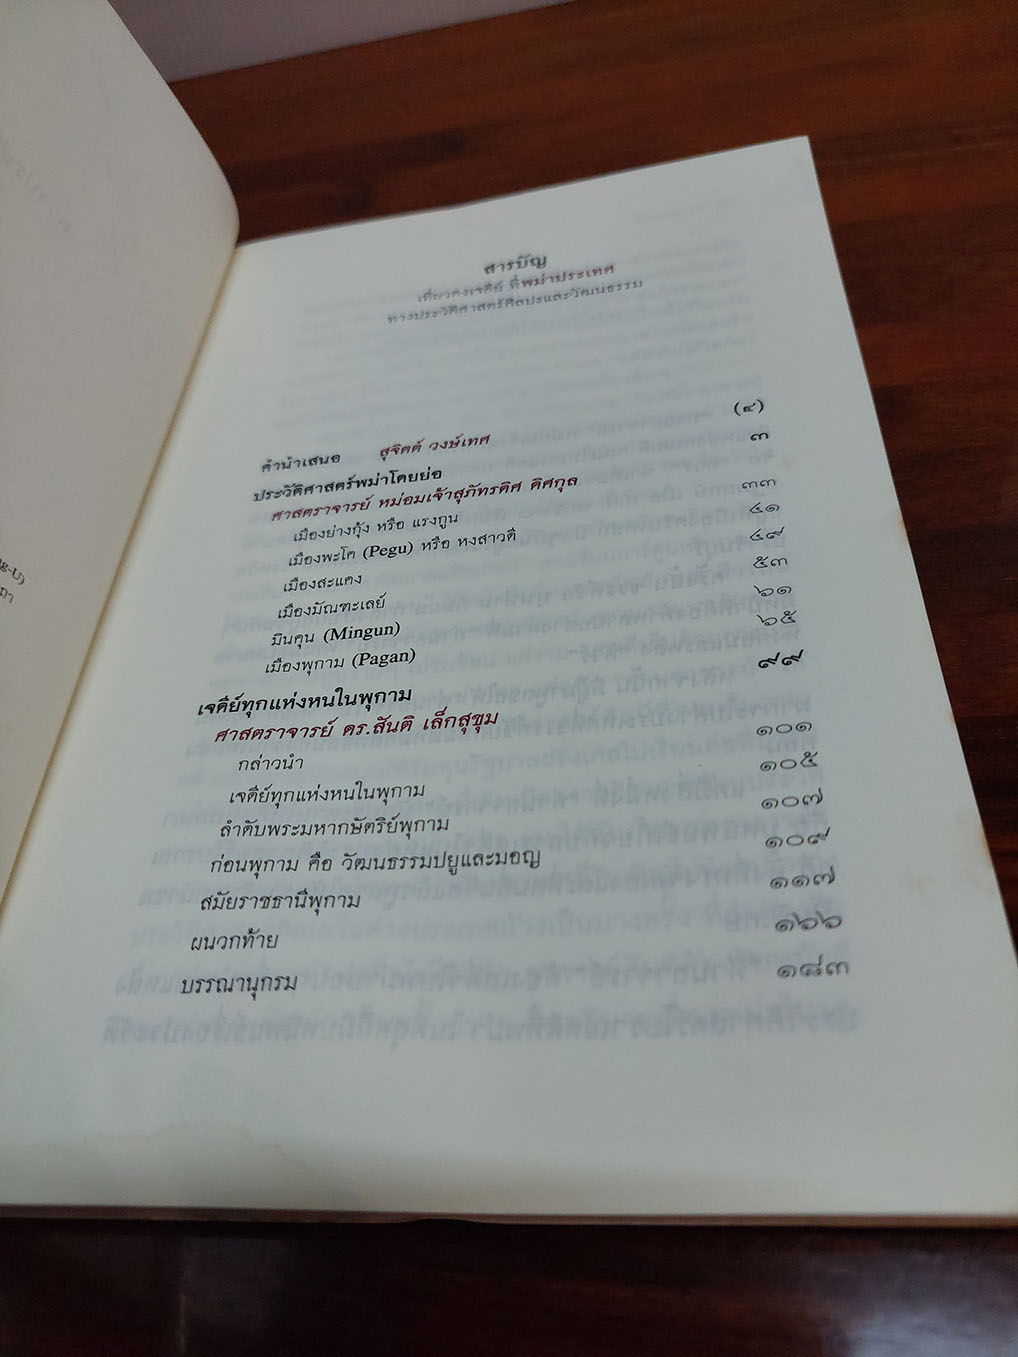 สารบัญ
เที่ยวดงเจดีย์ ที่พม่าประเทศ
ทางประวัติศาสตร์ศิลปะและวัฒนธรรม
คำนำเสนอ สุจิตต์ วงษ์เทศ (๔)
ประวัติศาสตร์พม่าโดยย่อ ๓
ศาสตราจารย์ หม่อมเจ้าสุภัทรดิศ ดิศกุล
เมืองย่างกุ้ง หรือ แรงกูน ๓๓
เมืองพะโค (Pegu) หรือ หงสาวดี ๔๑
เมืองสะแคง ๔๙
เมืองมัณฑะเลย์ ๕๓
มินคุน (Mingun) ๖๑
เมืองพุกาม (Pagan) ๖๕
เจดีย์ทุกแห่งหนในพุกาม ๙๙
ศาสตราจารย์ ดร.สันติ เล็กสุขุม
กล่าวนำ ๑๐๑
เจดีย์ทุกแห่งหนในพุกาม ๑๐๕
ลำดับพระมหากษัตริย์พุกาม ๑๐๗
ก่อนพุกาม คือ วัฒนธรรมปยูและมอญ ๑๐๙
สมัยราชธานีพุกาม ๑๑๗
ผนวกท้าย ๑๖๖
บรรณานุกรม ๑๘๓